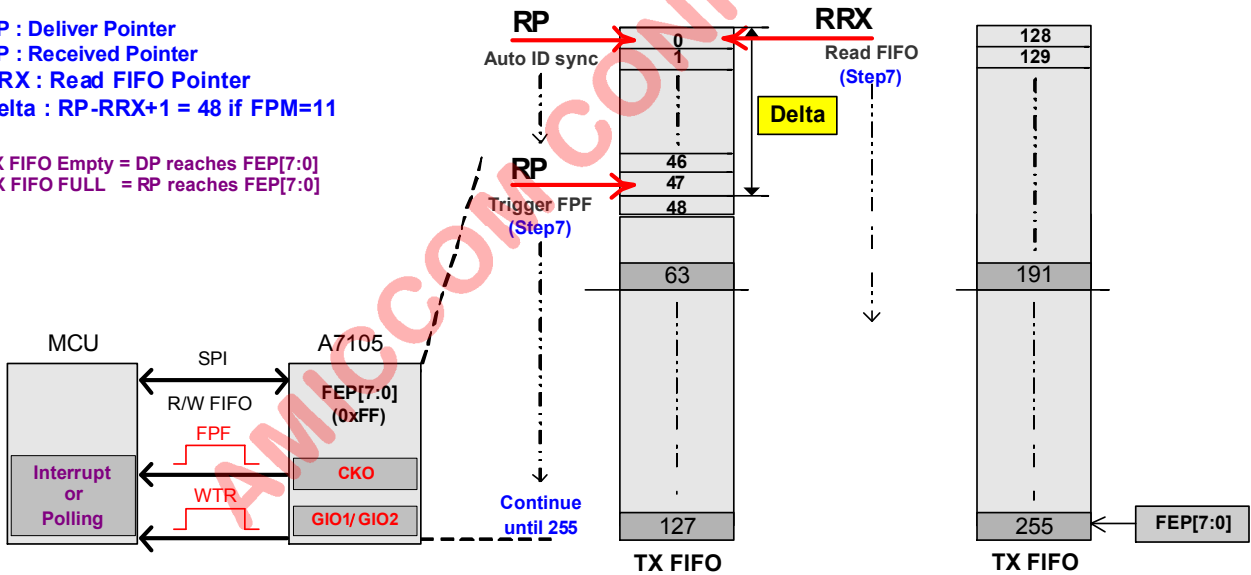 P : Deliver Pointer
P : Received Pointer
RX : Read FIFO Pointer
elta : RP-RRX+1 = 48 if FPM=11
X FIFO Empty = DP reaches FEP[7:0]
X FIFO FULL = RP reaches FEP[7:0]
RP
Auto ID sync
RP
Trigger FPF
(Step7)
Continue
until 255
0
1
46
47
48
63
127
TX FIFO
Delta
RRX
Read FIFO
(Step7)
128
129
191
255
TX FIFO
FEP[7:0]
MCU
Interrupt
or
Polling
SPI
R/W FIFO
FPF
WTR
A7105
FEP[7:0]
(0xFF)
CKO
GIO1/ GIO2